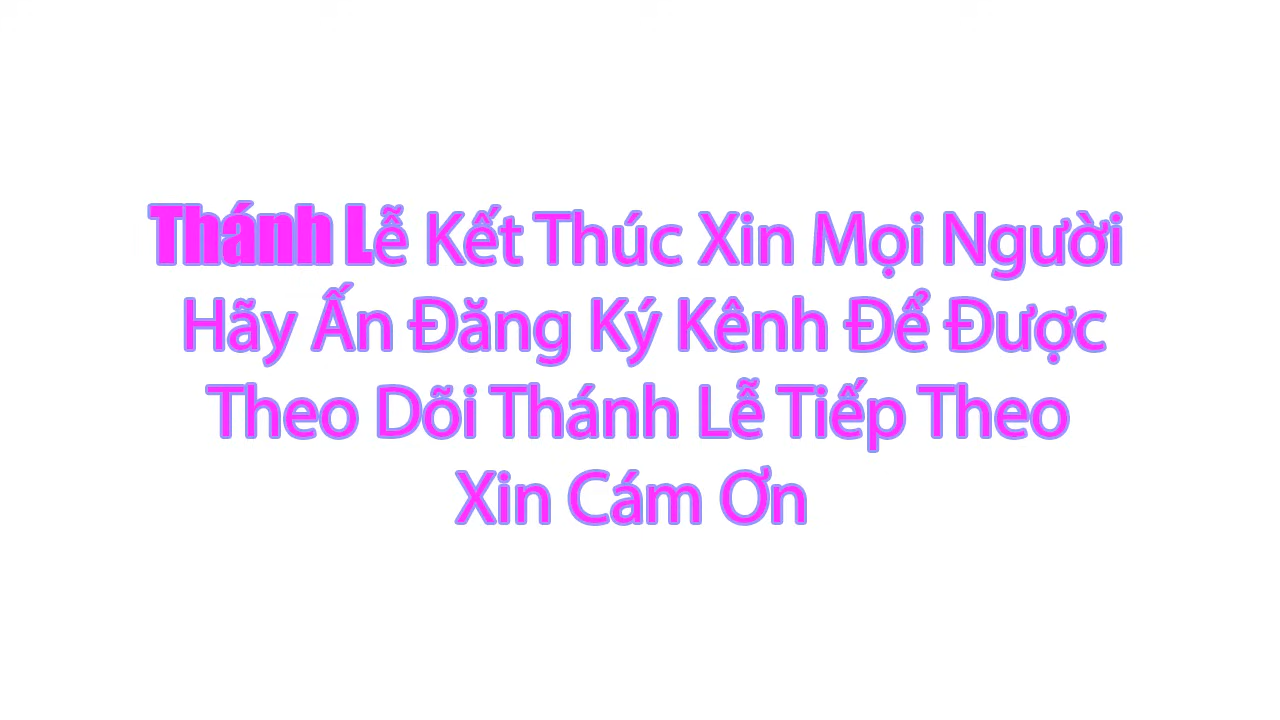 Thánh Lễ Kết Thúc Xin Mọi Người
Hãy Ấn Đăng Ký Kênh Để Được
Theo Dõi Thánh Lễ Tiếp Theo
Xin Cám Ơn